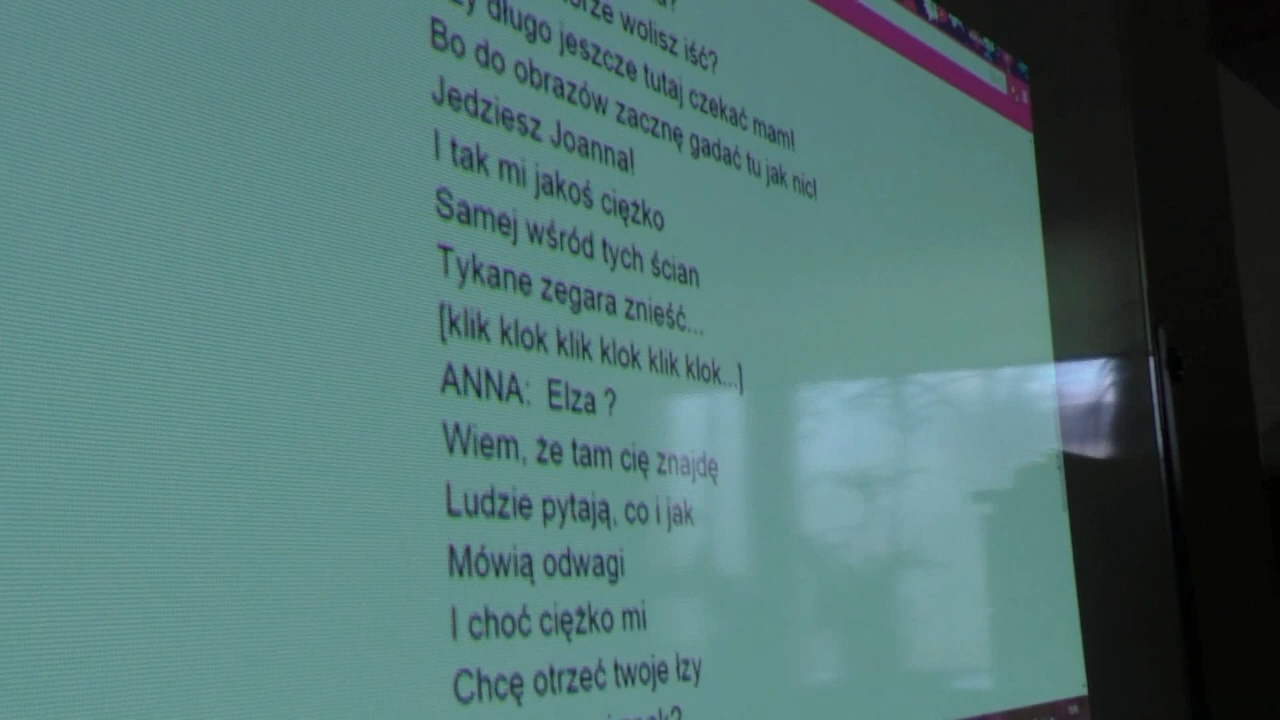 wolisz iść?
długo jeszcze tutaj czekać mam!
Bo do obrazów zacznę gadać tu jak nic!
Jedziesz Joanna!
I tak mi jakoś ciężko
Samej wśród tych ścian
Tykane zegara znieść...
[klik klok klik klok klik klok...]
ANNA: Elza ?
Wiem, że tam cię znajdę
Ludzie pytają, co i jak
Mówią odwagi
I choć ciężko mi
Chcę otrzeć twoje łzy